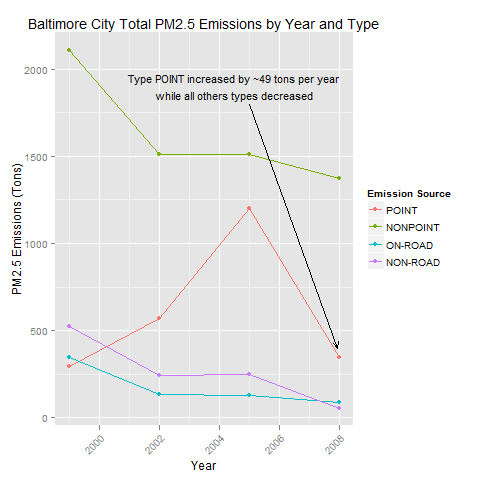 Baltimore City Total PM2.5 Emissions by Year and Type
Type POINT increased by ~49 tons per year
while all others types decreased
PM2.5 Emissions (Tons)
2000
1500
1000
500
0
2000
2002
2004
2006
2008
Year
Emission Source
POINT
NONPOINT
ON-ROAD
NON-ROAD